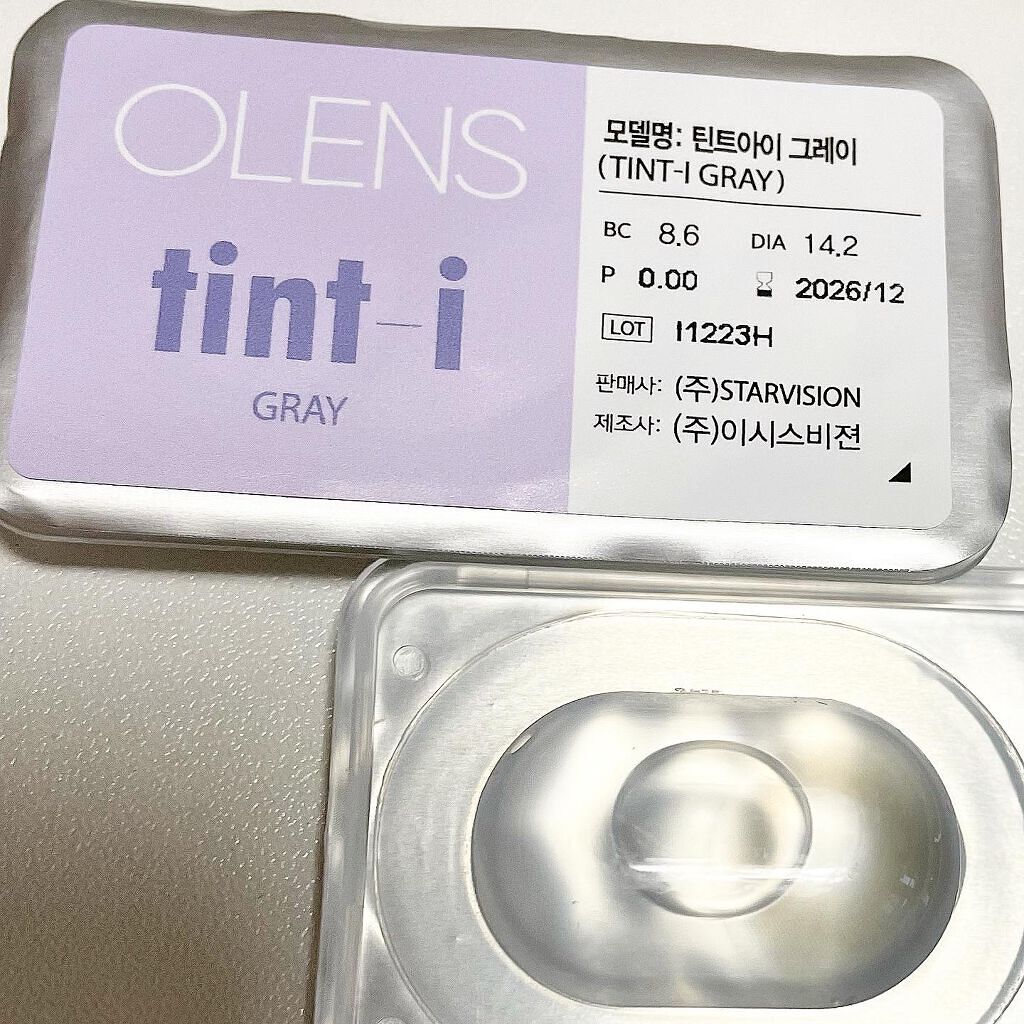 OLENS
tint-i
GRAY
모델명: 틴트아이 그레이
(TINT-I GRAY)
BC 8.6 DIA 14.2
P 0.00 2026/12
LOT I1223H
판매사: (주)STARVISION
제조사: (주)이시스비젼